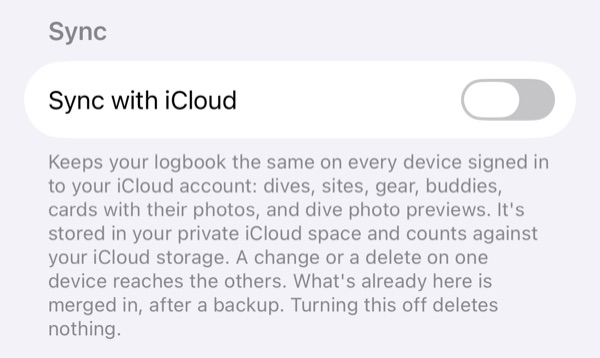 Sync
Sync with iCloud
Keeps your logbook the same on every device signed in
to your iCloud account: dives, sites, gear, buddies,
cards with their photos, and dive photo previews. It's
stored in your private iCloud space and counts against
your iCloud storage. A change or a delete on one
device reaches the others. What's already here is
merged in, after a backup. Turning this off deletes
nothing.